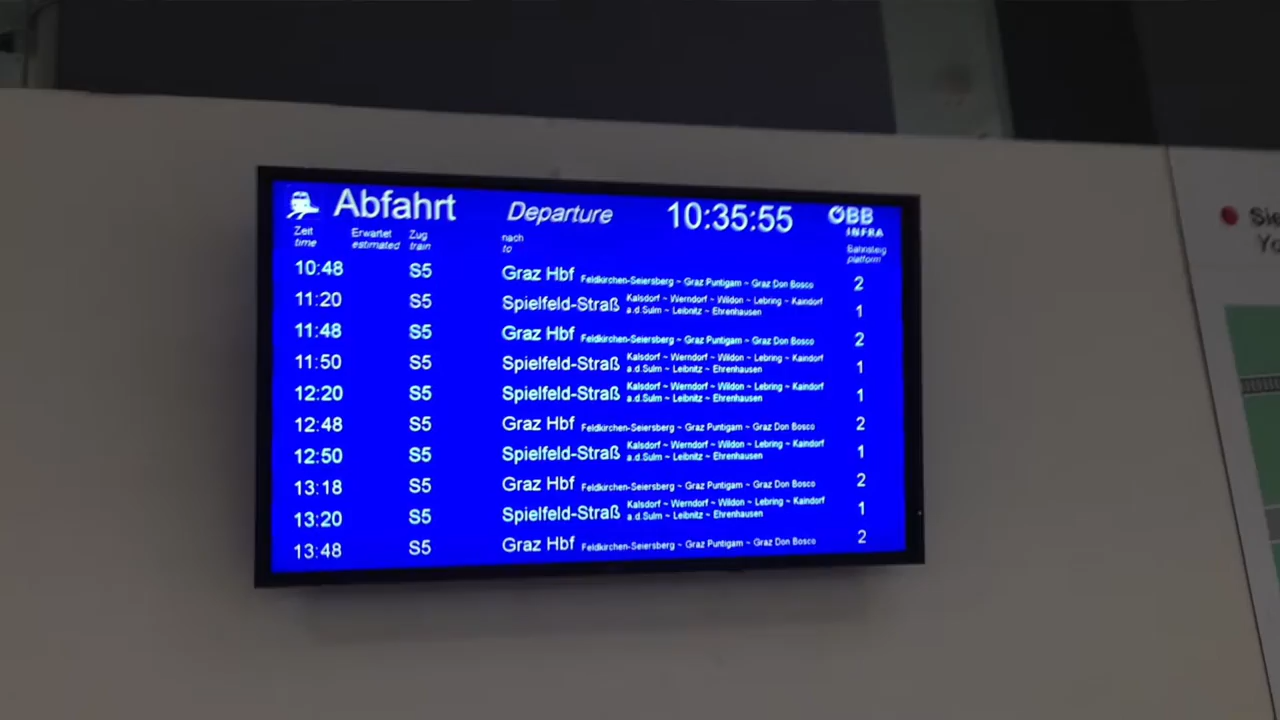 Abfahrt Departure 10:35:55 ÖBB INFRA
Zeit Erwartet Zug nach Bahnsteig
time estimated train to platform
10:48 S5 Graz Hbf Feldkirchen-Seiersberg ~ Graz Puntigam ~ Graz Don Bosco 2
11:20 S5 Spielfeld-Straß Kalsdorf ~ Werndorf ~ Wildon ~ Lebring ~ Kaindorf 1
a.d.Sulm ~ Leibnitz ~ Ehrenhausen
11:48 S5 Graz Hbf Feldkirchen-Seiersberg ~ Graz Puntigam ~ Graz Don Bosco 2
11:50 S5 Spielfeld-Straß Kalsdorf ~ Werndorf ~ Wildon ~ Lebring ~ Kaindorf 1
a.d.Sulm ~ Leibnitz ~ Ehrenhausen
12:20 S5 Spielfeld-Straß Kalsdorf ~ Werndorf ~ Wildon ~ Lebring ~ Kaindorf 1
a.d.Sulm ~ Leibnitz ~ Ehrenhausen
12:48 S5 Graz Hbf Feldkirchen-Seiersberg ~ Graz Puntigam ~ Graz Don Bosco 2
12:50 S5 Spielfeld-Straß Kalsdorf ~ Werndorf ~ Wildon ~ Lebring ~ Kaindorf 1
a.d.Sulm ~ Leibnitz ~ Ehrenhausen
13:18 S5 Graz Hbf Feldkirchen-Seiersberg ~ Graz Puntigam ~ Graz Don Bosco 2
13:20 S5 Spielfeld-Straß Kalsdorf ~ Werndorf ~ Wildon ~ Lebring ~ Kaindorf 1
a.d.Sulm ~ Leibnitz ~ Ehrenhausen
13:48 S5 Graz Hbf Feldkirchen-Seiersberg ~ Graz Puntigam ~ Graz Don Bosco 2